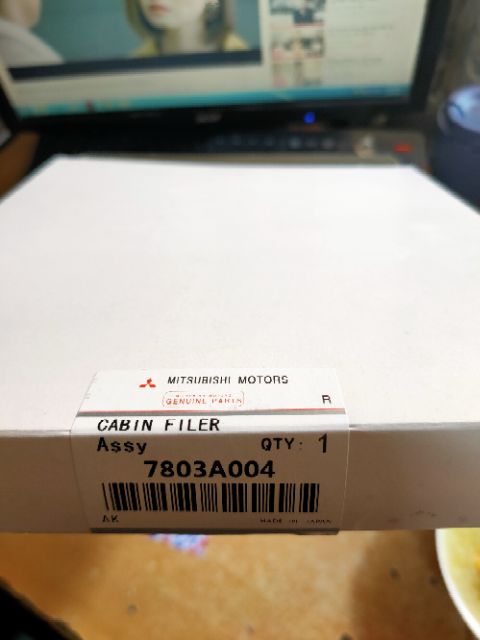 MITSUBISHI MOTORS
GENUINE PARTS
R
CABIN FILER
Assy QTY: 1
7803A004
AK MADE IN JAPAN